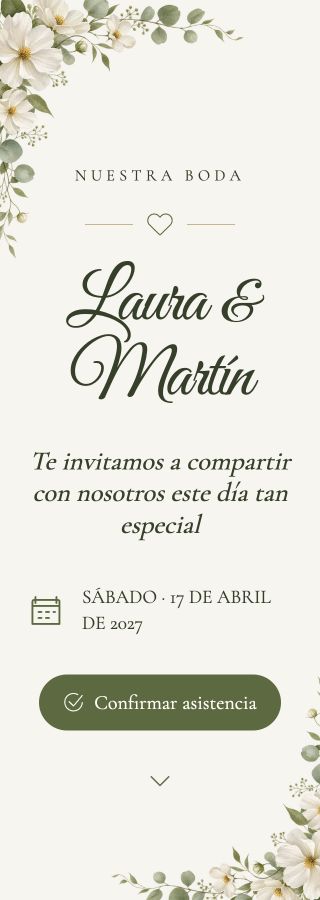 NUESTRA BODA
Laura &
Martín
Te invitamos a compartir
con nosotros este día tan
especial
SÁBADO · 17 DE ABRIL
DE 2027
Confirmar asistencia